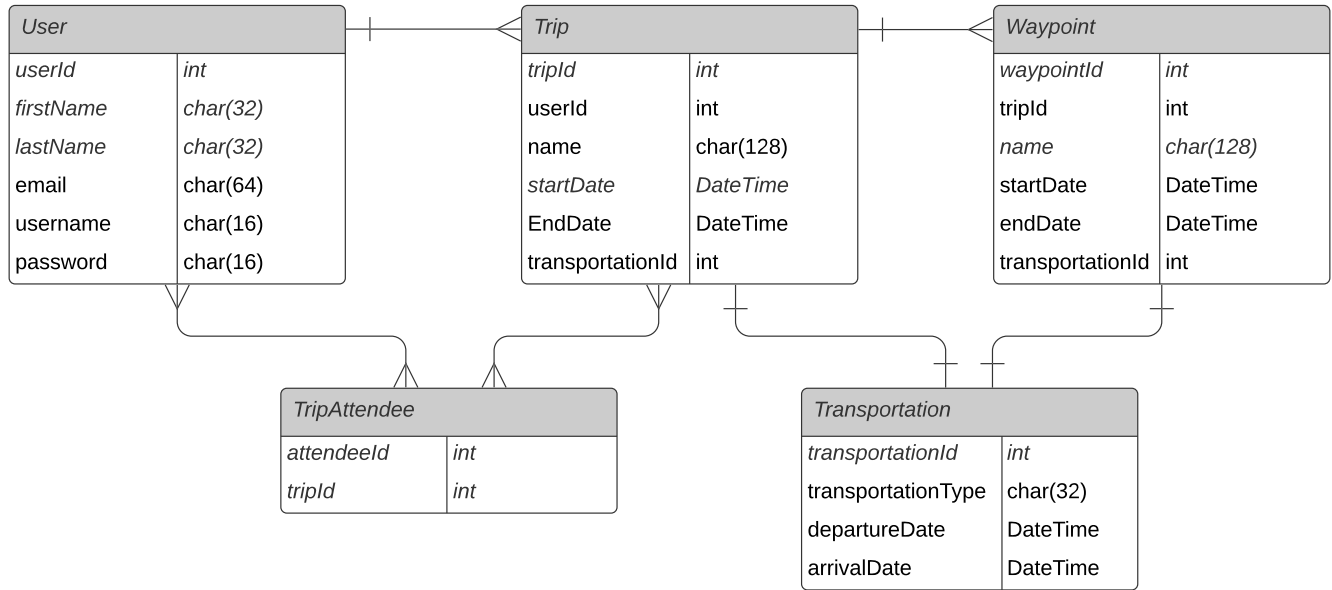 User
userId int
firstName char(32)
lastName char(32)
email char(64)
username char(16)
password char(16)
Trip
tripId int
userId int
name char(128)
startDate DateTime
EndDate DateTime
transportationId int
Waypoint
waypointId int
tripId int
name char(128)
startDate DateTime
endDate DateTime
transportationId int
TripAttendee
attendeeId int
tripId int
Transportation
transportationId int
transportationType char(32)
departureDate DateTime
arrivalDate DateTime